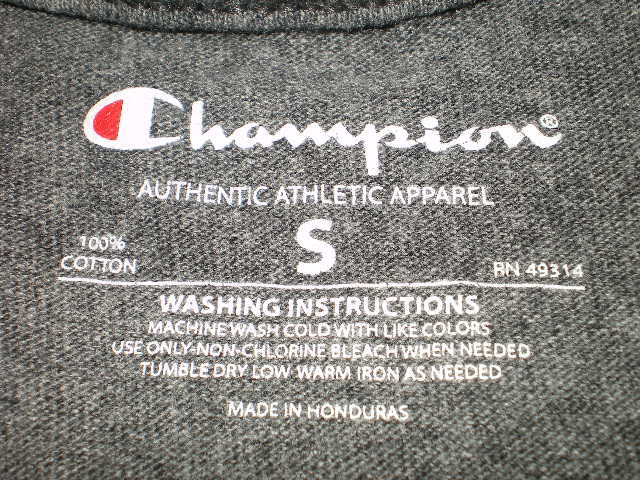 Champion®
AUTHENTIC ATHLETIC APPAREL
S
100%
COTTON
RN 49314
WASHING INSTRUCTIONS
MACHINE WASH COLD WITH LIKE COLORS
USE ONLY-NON-CHLORINE BLEACH WHEN NEEDED
TUMBLE DRY LOW WARM IRON AS NEEDED
MADE IN HONDURAS